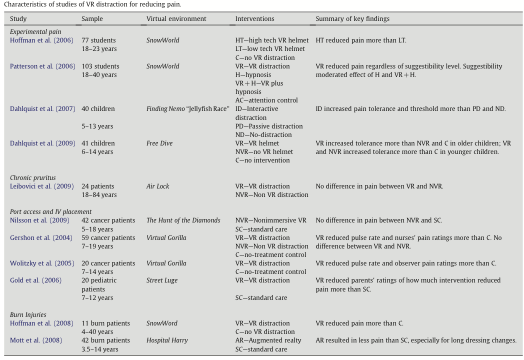 Characteristics of studies of VR distraction for reducing pain.
Study Sample Virtual environment Interventions Summary of key findings
Experimental pain
Hoffman et al. (2006) 77 students SnowWorld HT—high tech VR helmet HT reduced pain more than LT.
18–23 years LT—low tech VR helmet
C—no VR distraction
Patterson et al. (2006) 103 students SnowWorld VR—VR distraction VR reduced pain regardless of suggestibility level. Suggestibility
18–40 years H—hypnosis moderated effect of H and VR + H.
VR + H—VR plus
hypnosis
AC—attention control
Dahlquist et al. (2007) 40 children Finding Nemo "Jellyfish Race" ID—Interactive ID increased pain tolerance and threshold more than PD and ND.
distraction
5–13 years PD—Passive distraction
ND—No-distraction
Dahlquist et al. (2009) 41 children Free Dive VR—VR helmet VR increased tolerance more than NVR and C in older children; VR
6–14 years NVR—no VR helmet and NVR increased tolerance more than C in younger children.
C—no intervention
Chronic pruritus
Leibovici et al. (2009) 24 patients Air Lock VR—VR distraction No difference in pain between VR and NVR.
18–84 years NVR—Non VR distraction
Port access and IV placement
Nilsson et al. (2009) 42 cancer patients The Hunt of the Diamonds NVR—Nonimmersive VR No difference in pain between NVR and SC.
5–18 years SC—standard care
Gershon et al. (2004) 59 cancer patients Virtual Gorilla VR—VR distraction VR reduced pulse rate and nurses' pain ratings more than C. No
7–19 years NVR—Non VR distraction difference between VR and NVR.
C—no-treatment control
Wolitzky et al. (2005) 20 cancer patients Virtual Gorilla VR—VR distraction VR reduced pulse rate and observer pain ratings more than C.
7–14 years C—no-treatment control
Gold et al. (2006) 20 pediatric Street Luge VR—VR distraction VR reduced parents' ratings of how much intervention reduced
patients pain more than SC.
7–12 years SC—standard care
Burn Injuries
Hoffman et al. (2008) 11 burn patients SnowWord VR—VR distraction VR reduced pain more than C.
4–40 years C—no VR distraction
Mott et al. (2008) 42 burn patients Hospital Harry AR—Augmented realty AR resulted in less pain than SC, especially for long dressing changes.
3.5–14 years SC—standard care